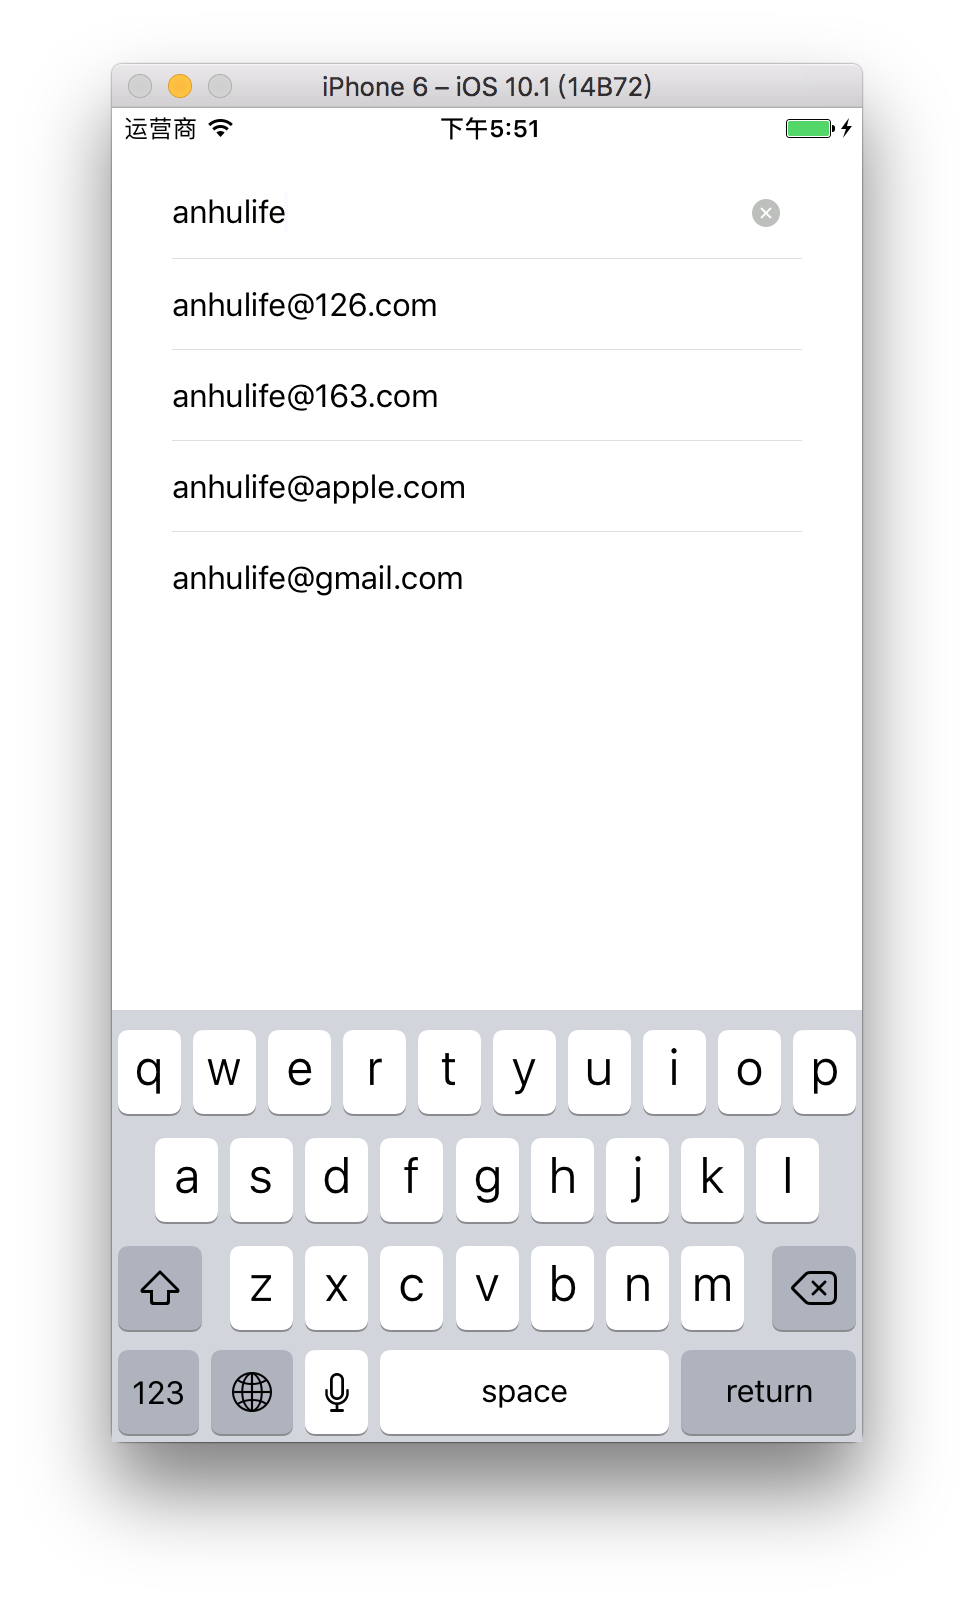 iPhone 6 – iOS 10.1 (14B72)
运营商 下午5:51
anhulife
anhulife@126.com
anhulife@163.com
anhulife@apple.com
anhulife@gmail.com
q w e r t y u i o p
a s d f g h j k l
z x c v b n m
123 space return